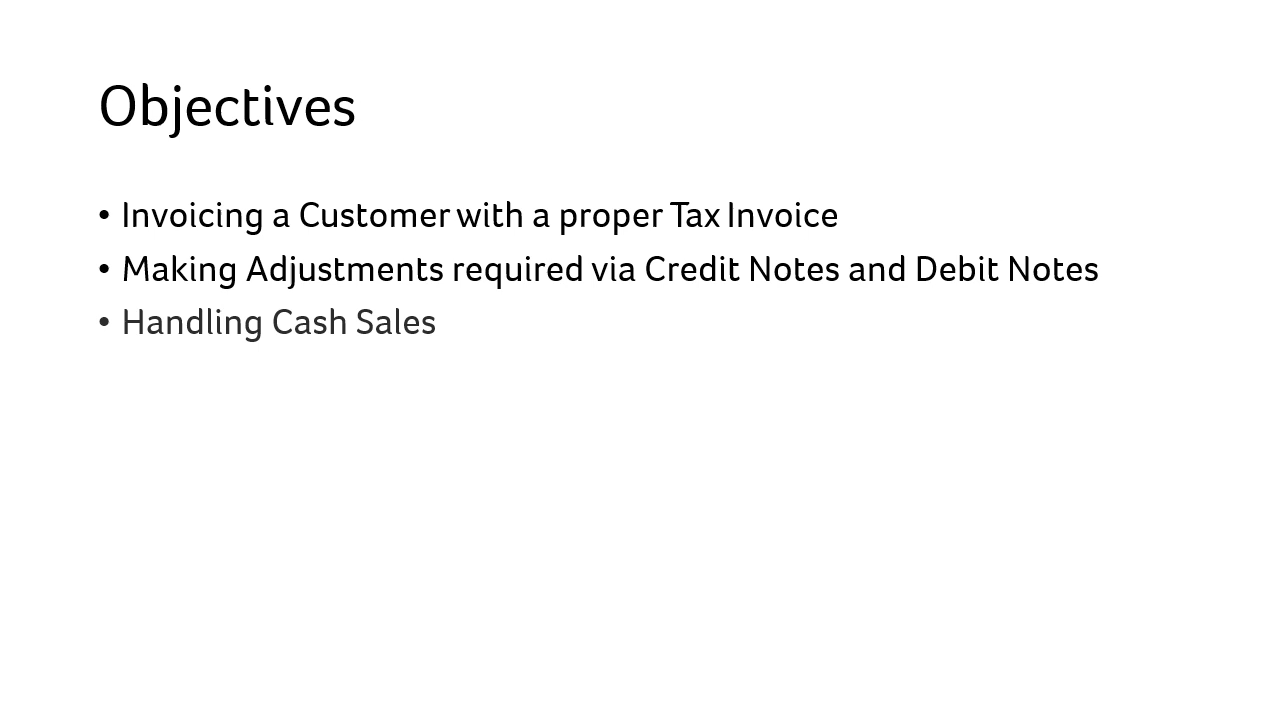 Objectives
• Invoicing a Customer with a proper Tax Invoice
• Making Adjustments required via Credit Notes and Debit Notes
• Handling Cash Sales